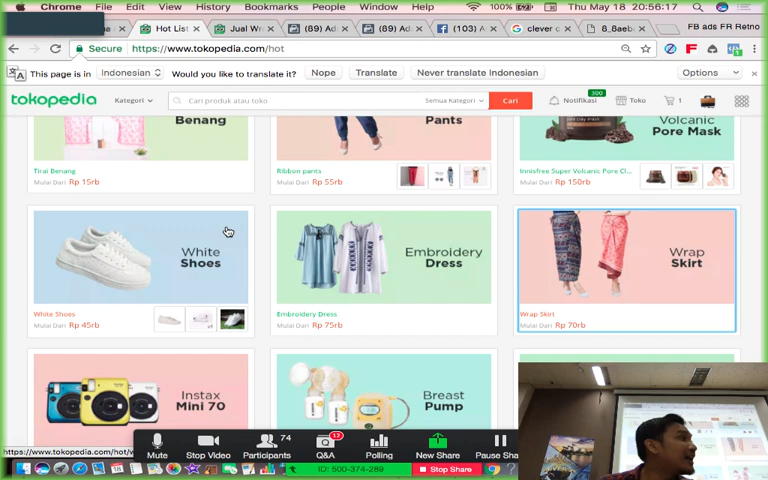 Chrome File Edit View History Bookmarks People Window Help 100% Thu May 18 20:56:17
Hot Lis
Jual Wr
(89) Ad
(89) Ad
(103) A
clever c
8_8aeb
FB ads FR Retno
Secure https://www.tokopedia.com/hot
This page is in Indonesian Would you like to translate it? Nope Translate Never translate Indonesian Options
tokopedia Kategori Cari produk atau toko Semua Kategori Cari 300 Notifikasi Toko 1
Benang
Pants
Volcanic
Pore Mask
Tirai Benang
Mulai Dari Rp 15rb
Ribbon pants
Mulai Dari Rp 55rb
Innisfree Super Volcanic Pore Cl...
Mulai Dari Rp 150rb
White
Shoes
Embroidery
Dress
Wrap
Skirt
White Shoes
Mulai Dari Rp 45rb
Embroidery Dress
Mulai Dari Rp 75rb
Wrap Skirt
Mulai Dari Rp 70rb
Instax
Mini 70
Breast
Pump
https://www.tokopedia.com/hot/
Mute
Stop Video
74
Participants
17
Q&A
Polling
New Share
Pause Sha
ID: 500-374-289
Stop Share